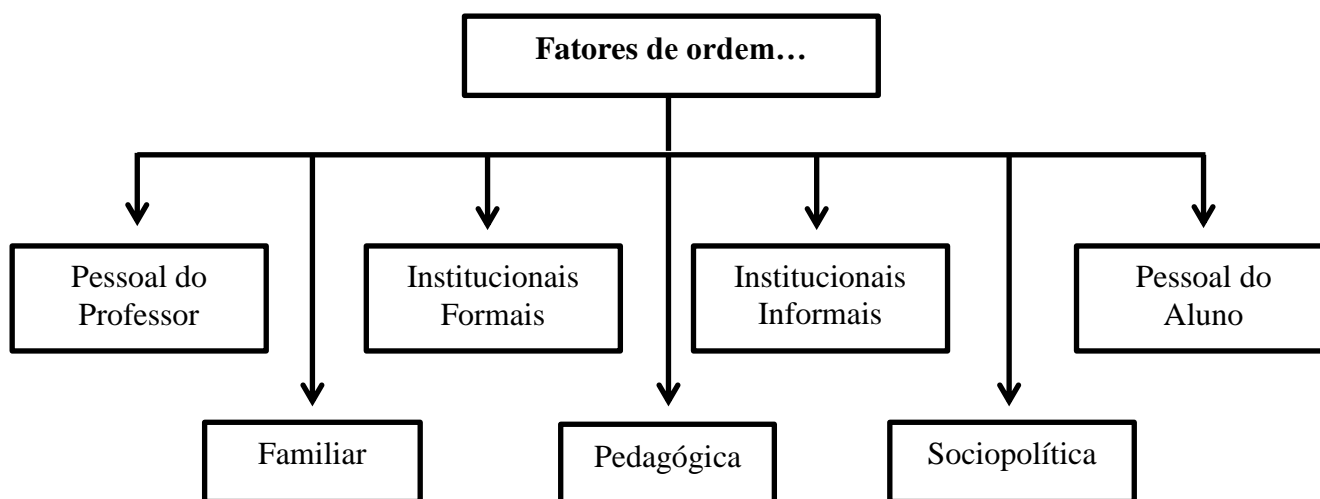 Fatores de ordem…
Pessoal do
Professor
Institucionais
Formais
Institucionais
Informais
Pessoal do
Aluno
Familiar
Pedagógica
Sociopolítica